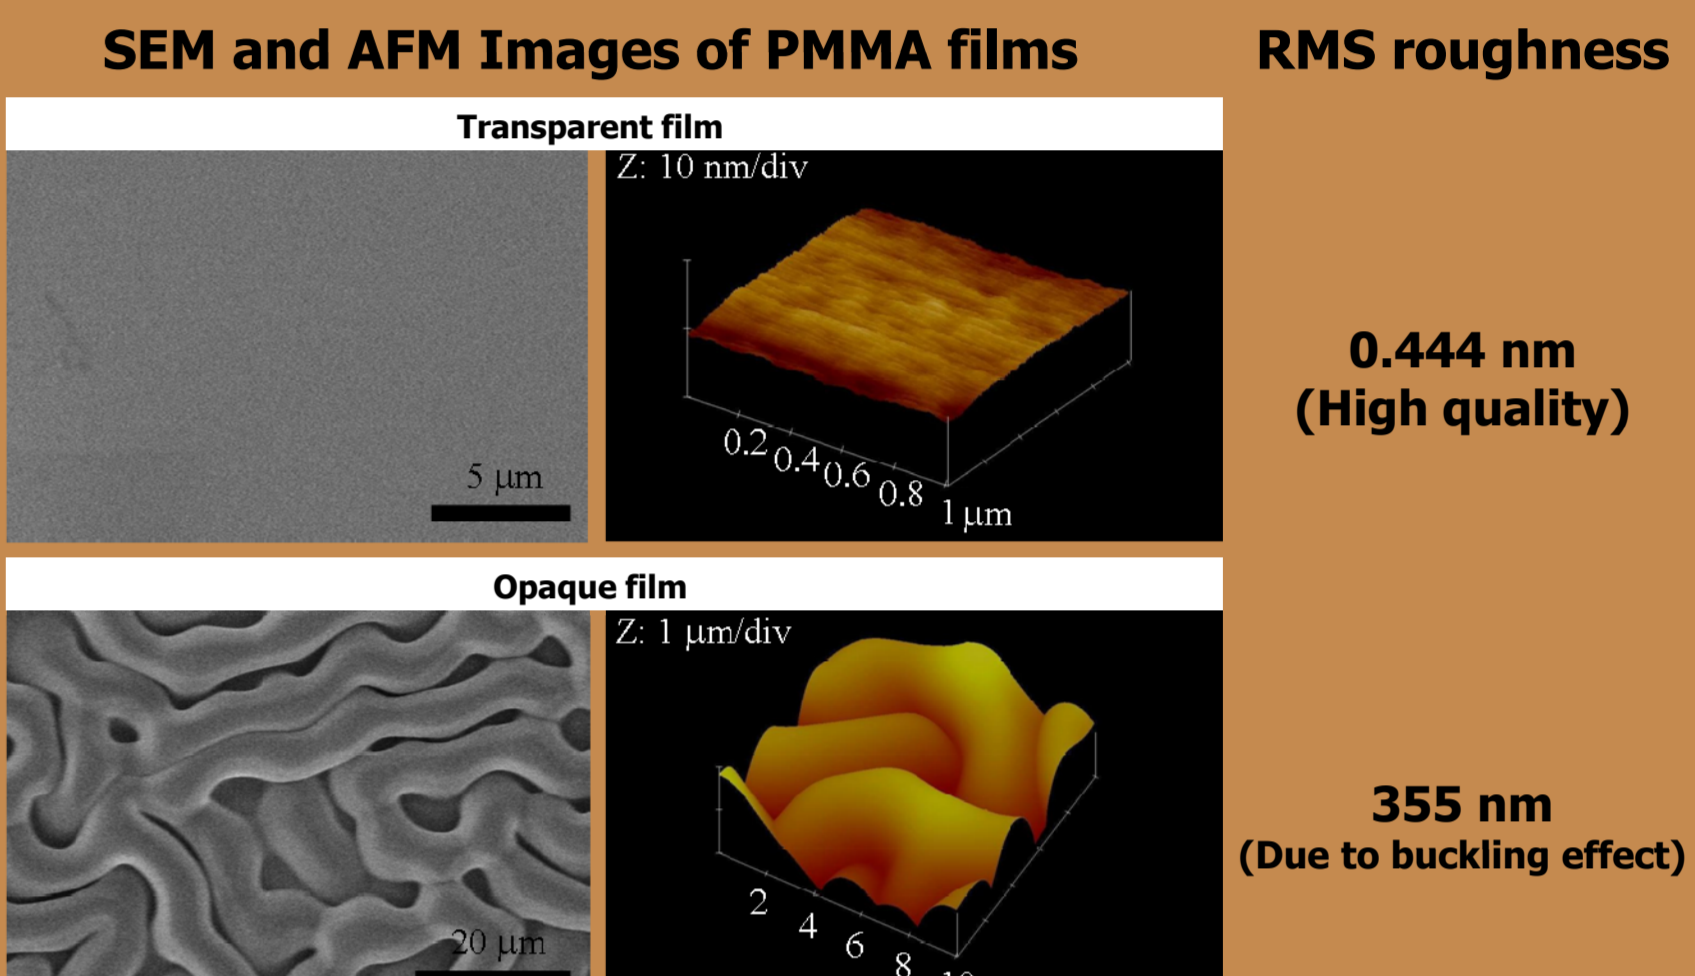 SEM and AFM Images of PMMA films
RMS roughness
Transparent film
5 μm
Z: 10 nm/div
0.2
0.4
0.6
0.8
1 μm
0.444 nm
(High quality)
Opaque film
20 μm
Z: 1 μm/div
2
4
6
8
355 nm
(Due to buckling effect)